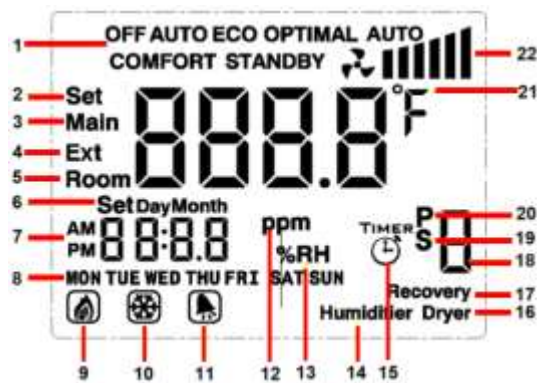 OFF AUTO ECO OPTIMAL AUTO
1
COMFORT STANDBY
22
2 Set
°F 21
3 Main
888.8
4 Ext
5 Room
6 Set Day Month
7 AM
PM 88:8.8
ppm
%RH
TIMER
P 20
S 19
8 18
8 MON TUE WED THU FRI SAT SUN
Recovery 17
Humidifier Dryer 16
9 10 11 12 13 14 15